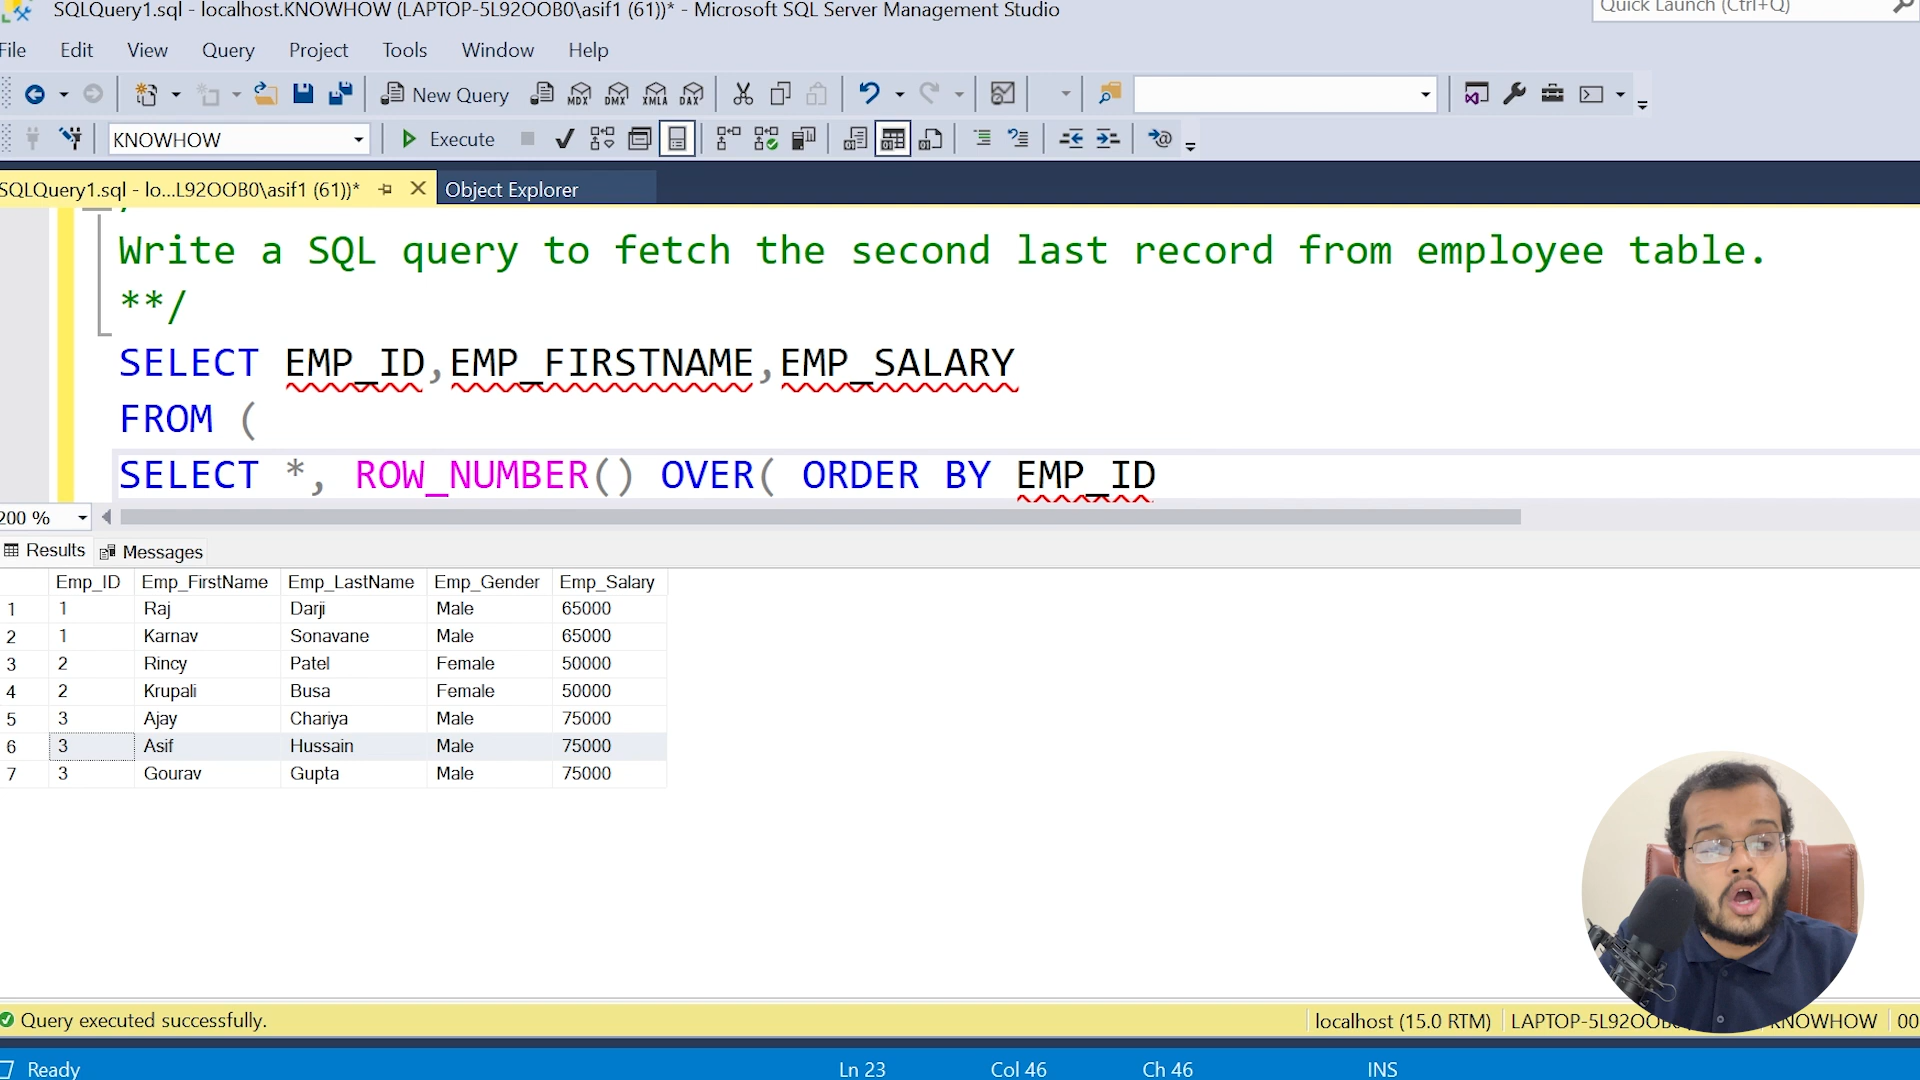 SQLQuery1.sql - localhost.KNOWHOW (LAPTOP-5L92OOB0\asif1 (61))* - Microsoft SQL Server Management Studio
Quick Launch (Ctrl+Q)
File Edit View Query Project Tools Window Help
New Query MDX DMX XMLA DAX
KNOWHOW Execute
SQLQuery1.sql - lo...L92OOB0\asif1 (61))* Object Explorer
Write a SQL query to fetch the second last record from employee table.
**/
SELECT EMP_ID,EMP_FIRSTNAME,EMP_SALARY
FROM (
SELECT *, ROW_NUMBER() OVER( ORDER BY EMP_ID
200 %
Results Messages
Emp_ID Emp_FirstName Emp_LastName Emp_Gender Emp_Salary
1 1 Raj Darji Male 65000
2 1 Karnav Sonavane Male 65000
3 2 Rincy Patel Female 50000
4 2 Krupali Busa Female 50000
5 3 Ajay Chariya Male 75000
6 3 Asif Hussain Male 75000
7 3 Gourav Gupta Male 75000
Query executed successfully. localhost (15.0 RTM) KNOWHOW 00
Ready Ln 23 Col 46 Ch 46 INS